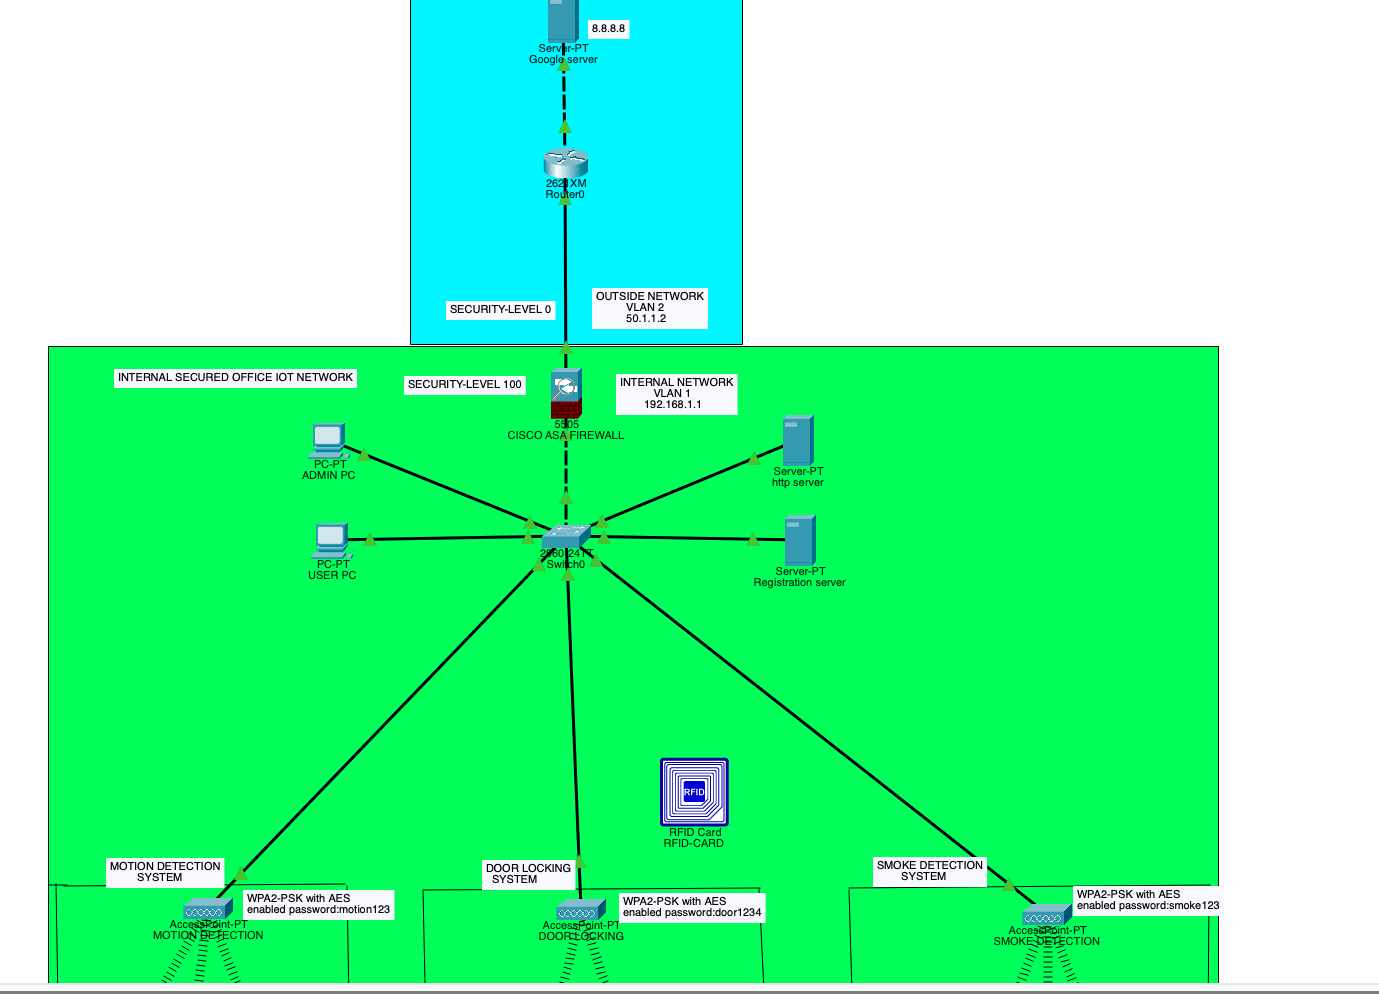 8.8.8.8
Server-PT
Google server
2621XM
Router0
SECURITY-LEVEL 0
OUTSIDE NETWORK
VLAN 2
50.1.1.2
INTERNAL SECURED OFFICE IOT NETWORK
SECURITY-LEVEL 100
INTERNAL NETWORK
VLAN 1
192.168.1.1
5505
CISCO ASA FIREWALL
PC-PT
ADMIN PC
Server-PT
http server
PC-PT
USER PC
2960-24TT
Switch0
Server-PT
Registration server
RFID
RFID Card
RFID-CARD
MOTION DETECTION
SYSTEM
WPA2-PSK with AES
enabled password:motion123
AccessPoint-PT
MOTION DETECTION
DOOR LOCKING
SYSTEM
WPA2-PSK with AES
enabled password:door1234
AccessPoint-PT
DOOR LOCKING
SMOKE DETECTION
SYSTEM
WPA2-PSK with AES
enabled password:smoke123
AccessPoint-PT
SMOKE DETECTION